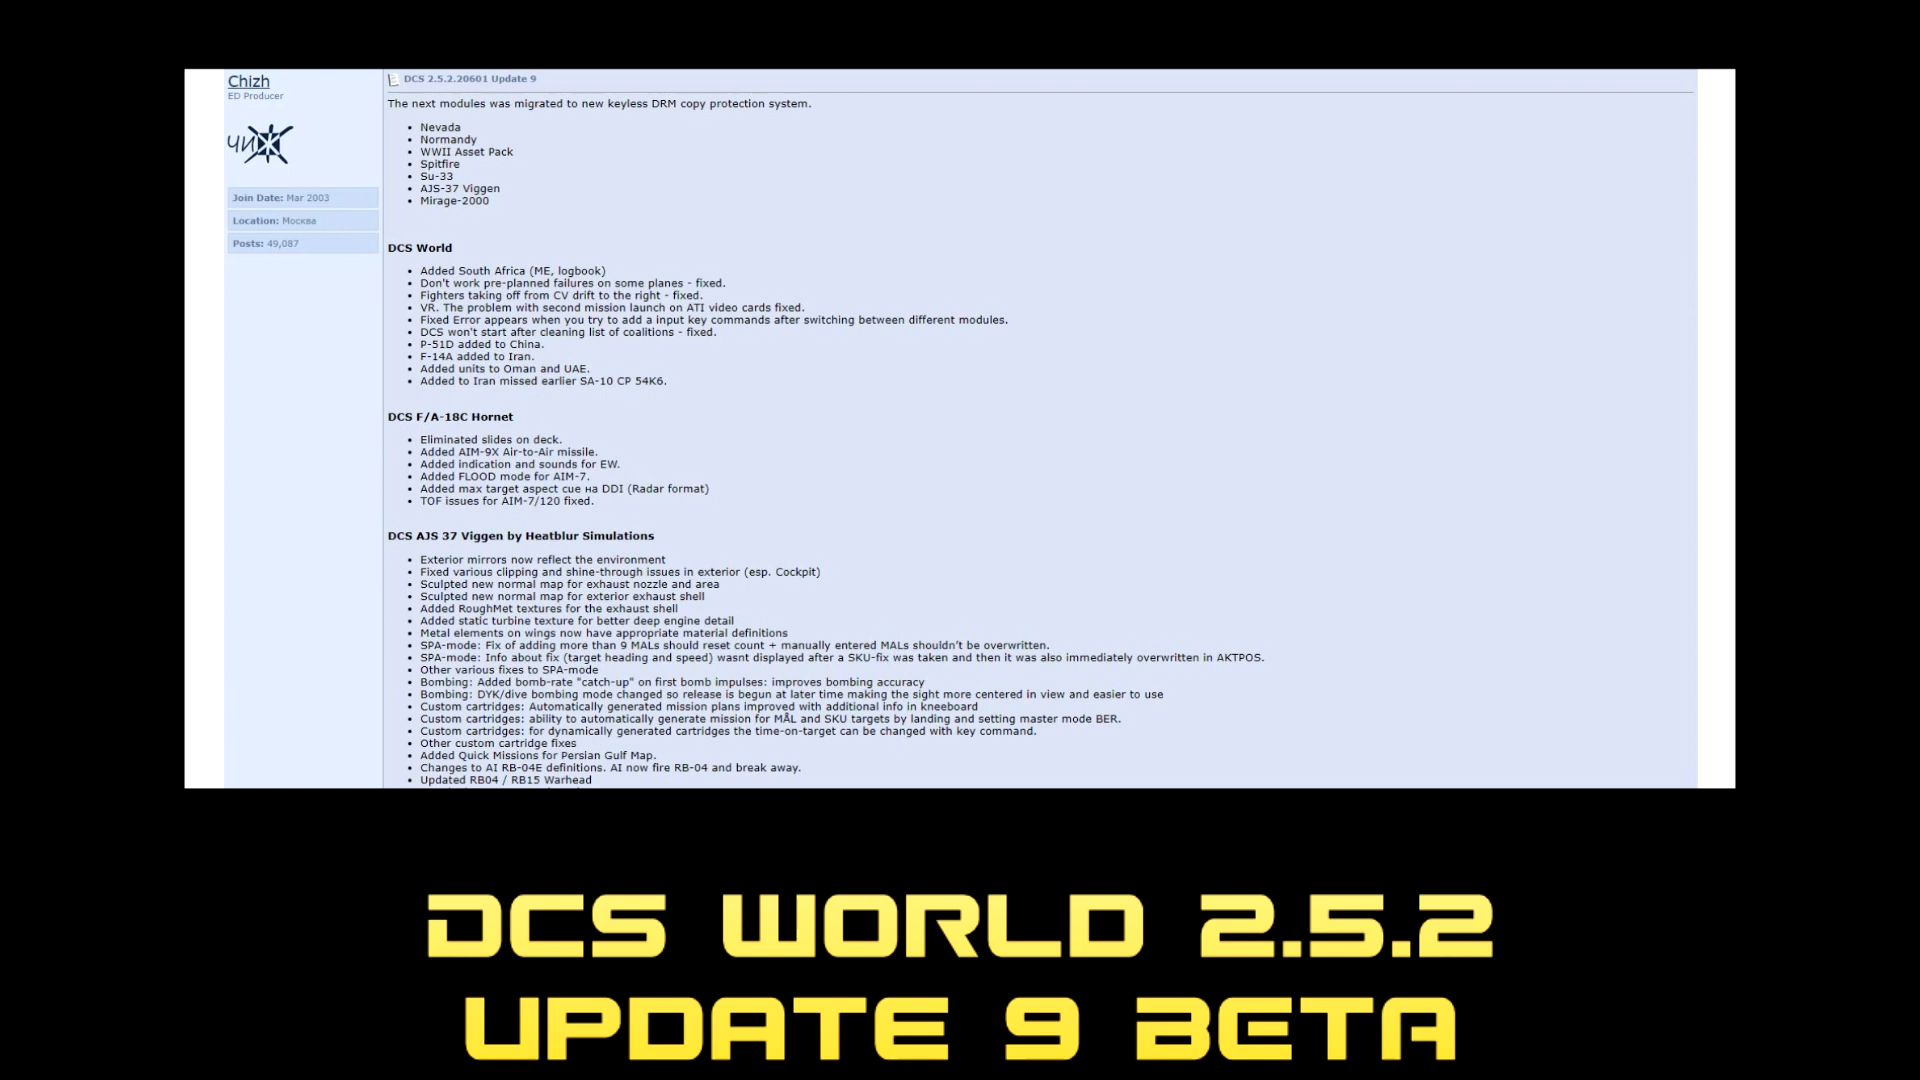 Chizh
ED Producer
чиж
Join Date: Mar 2003
Location: Москва
Posts: 49,087
DCS 2.5.2.20601 Update 9
The next modules was migrated to new keyless DRM copy protection system.
• Nevada
• Normandy
• WWII Asset Pack
• Spitfire
• Su-33
• AJS-37 Viggen
• Mirage-2000
DCS World
• Added South Africa (ME, logbook)
• Don't work pre-planned failures on some planes - fixed.
• Fighters taking off from CV drift to the right - fixed.
• VR. The problem with second mission launch on ATI video cards fixed.
• Fixed Error appears when you try to add a input key commands after switching between different modules.
• DCS won't start after cleaning list of coalitions - fixed.
• P-51D added to China.
• F-14A added to Iran.
• Added units to Oman and UAE.
• Added to Iran missed earlier SA-10 CP 54K6.
DCS F/A-18C Hornet
• Eliminated slides on deck.
• Added AIM-9X Air-to-Air missile.
• Added indication and sounds for EW.
• Added FLOOD mode for AIM-7.
• Added max target aspect cue на DDI (Radar format)
• TOF issues for AIM-7/120 fixed.
DCS AJS 37 Viggen by Heatblur Simulations
• Exterior mirrors now reflect the environment
• Fixed various clipping and shine-through issues in exterior (esp. Cockpit)
• Sculpted new normal map for exhaust nozzle and area
• Sculpted new normal map for exterior exhaust shell
• Added RoughMet textures for the exhaust shell
• Added static turbine texture for better deep engine detail
• Metal elements on wings now have appropriate material definitions
• SPA-mode: Fix of adding more than 9 MALs should reset count + manually entered MALs shouldn't be overwritten.
• SPA-mode: Info about fix (target heading and speed) wasnt displayed after a SKU-fix was taken and then it was also immediately overwritten in AKTPOS.
• Other various fixes to SPA-mode
• Bombing: Added bomb-rate "catch-up" on first bomb impulses: improves bombing accuracy
• Bombing: DYK/dive bombing mode changed so release is begun at later time making the sight more centered in view and easier to use
• Custom cartridges: Automatically generated mission plans improved with additional info in kneeboard
• Custom cartridges: ability to automatically generate mission for MÅL and SKU targets by landing and setting master mode BER.
• Custom cartridges: for dynamically generated cartridges the time-on-target can be changed with key command.
• Other custom cartridge fixes
• Added Quick Missions for Persian Gulf Map.
• Changes to AI RB-04E definitions. AI now fire RB-04 and break away.
• Updated RB04 / RB15 Warhead
DCS WORLD 2.5.2
UPDATE 9 BETA